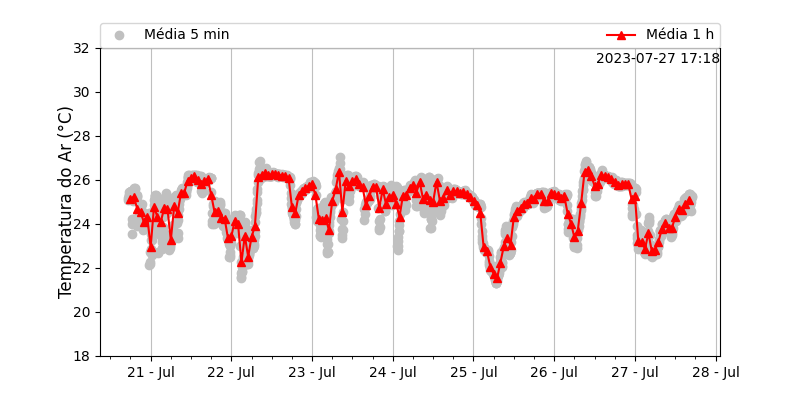 Média 5 min
Média 1 h
2023-07-27 17:18
Temperatura do Ar (°C)
32
30
28
26
24
22
20
18
21 - Jul
22 - Jul
23 - Jul
24 - Jul
25 - Jul
26 - Jul
27 - Jul
28 - Jul